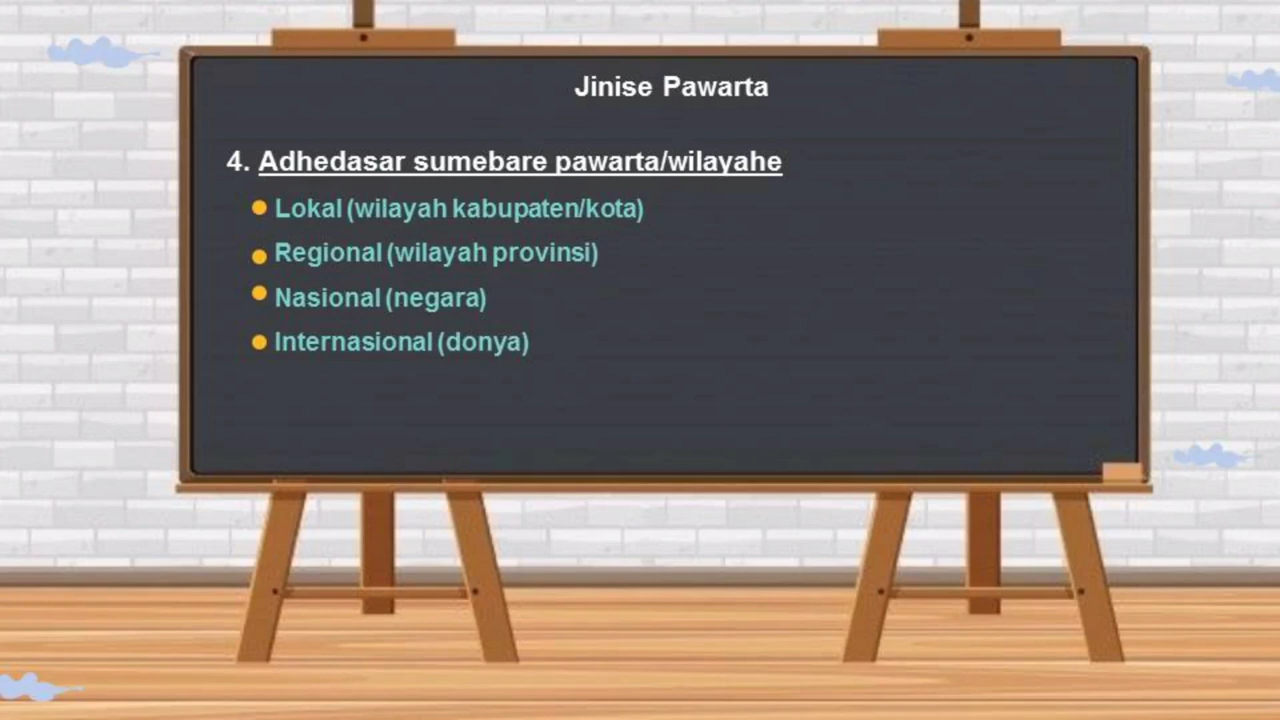 Jinise Pawarta
4. Adhedasar sumebare pawarta/wilayahe
Lokal (wilayah kabupaten/kota)
Regional (wilayah provinsi)
Nasional (negara)
Internasional (donya)